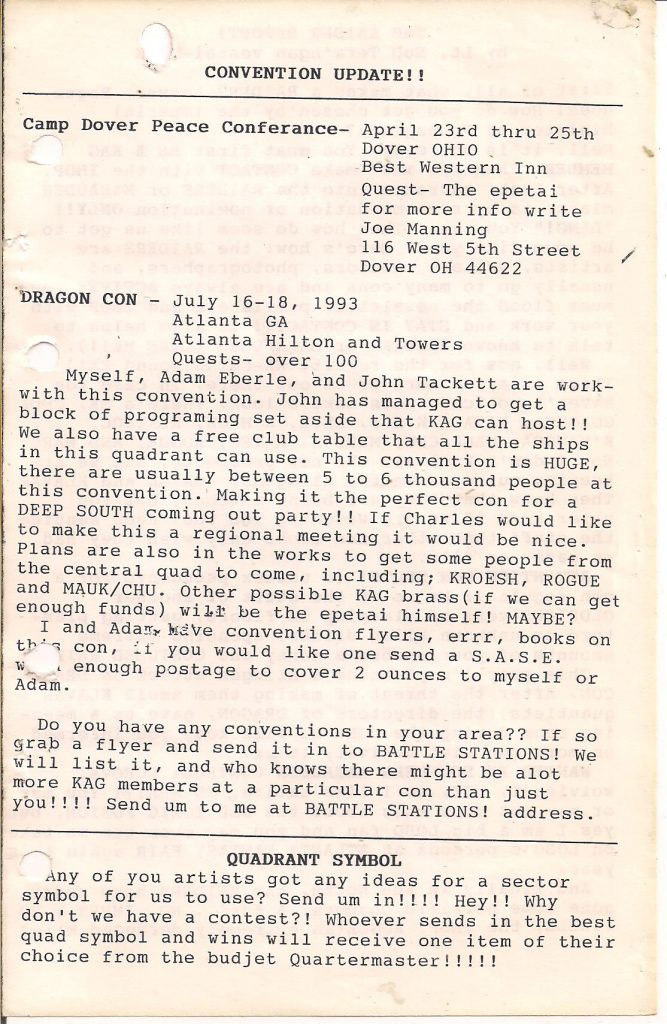 CONVENTION UPDATE!!
Camp Dover Peace Conferance- April 23rd thru 25th
Dover OHIO
Best Western Inn
Quest- The epetai
for more info write
Joe Manning
116 West 5th Street
Dover OH 44622
DRAGON CON - July 16-18, 1993
Atlanta GA
Atlanta Hilton and Towers
Quests- over 100
Myself, Adam Eberle, and John Tackett are work-
with this convention. John has managed to get a
block of programing set aside that KAG can host!!
We also have a free club table that all the ships
in this quadrant can use. This convention is HUGE,
there are usually between 5 to 6 thousand people at
this convention. Making it the perfect con for a
DEEP SOUTH coming out party!! If Charles would like
to make this a regional meeting it would be nice.
Plans are also in the works to get some people from
the central quad to come, including; KROESH, ROGUE
and MAUK/CHU. Other possible KAG brass(if we can get
enough funds) will be the epetai himself! MAYBE?
I and Adam have convention flyers, errr, books on
this con, if you would like one send a S.A.S.E.
enough postage to cover 2 ounces to myself or
Adam.
Do you have any conventions in your area?? If so
grab a flyer and send it in to BATTLE STATIONS! We
will list it, and who knows there might be alot
more KAG members at a particular con than just
you!!!! Send um to me at BATTLE STATIONS! address.
QUADRANT SYMBOL
Any of you artists got any ideas for a sector
symbol for us to use? Send um in!!!! Hey!! Why
don't we have a contest?! Whoever sends in the best
quad symbol and wins will receive one item of their
choice from the budjet Quartermaster!!!!!